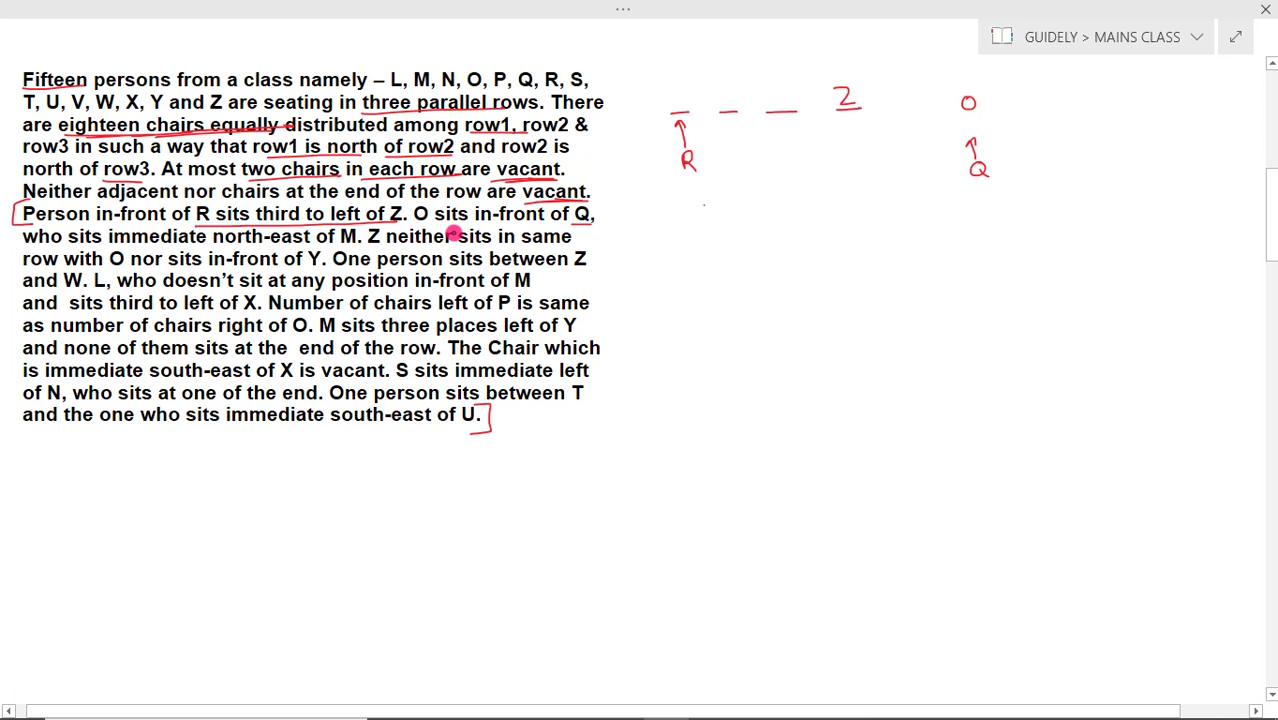 GUIDELY > MAINS CLASS
Fifteen persons from a class namely – L, M, N, O, P, Q, R, S,
T, U, V, W, X, Y and Z are seating in three parallel rows. There
are eighteen chairs equally distributed among row1, row2 &
row3 in such a way that row1 is north of row2 and row2 is
north of row3. At most two chairs in each row are vacant.
Neither adjacent nor chairs at the end of the row are vacant.
Person in-front of R sits third to left of Z. O sits in-front of Q,
who sits immediate north-east of M. Z neither sits in same
row with O nor sits in-front of Y. One person sits between Z
and W. L, who doesn’t sit at any position in-front of M
and  sits third to left of X. Number of chairs left of P is same
as number of chairs right of O. M sits three places left of Y
and none of them sits at the  end of the row. The Chair which
is immediate south-east of X is vacant. S sits immediate left
of N, who sits at one of the end. One person sits between T
and the one who sits immediate south-east of U.
Z O
R Q